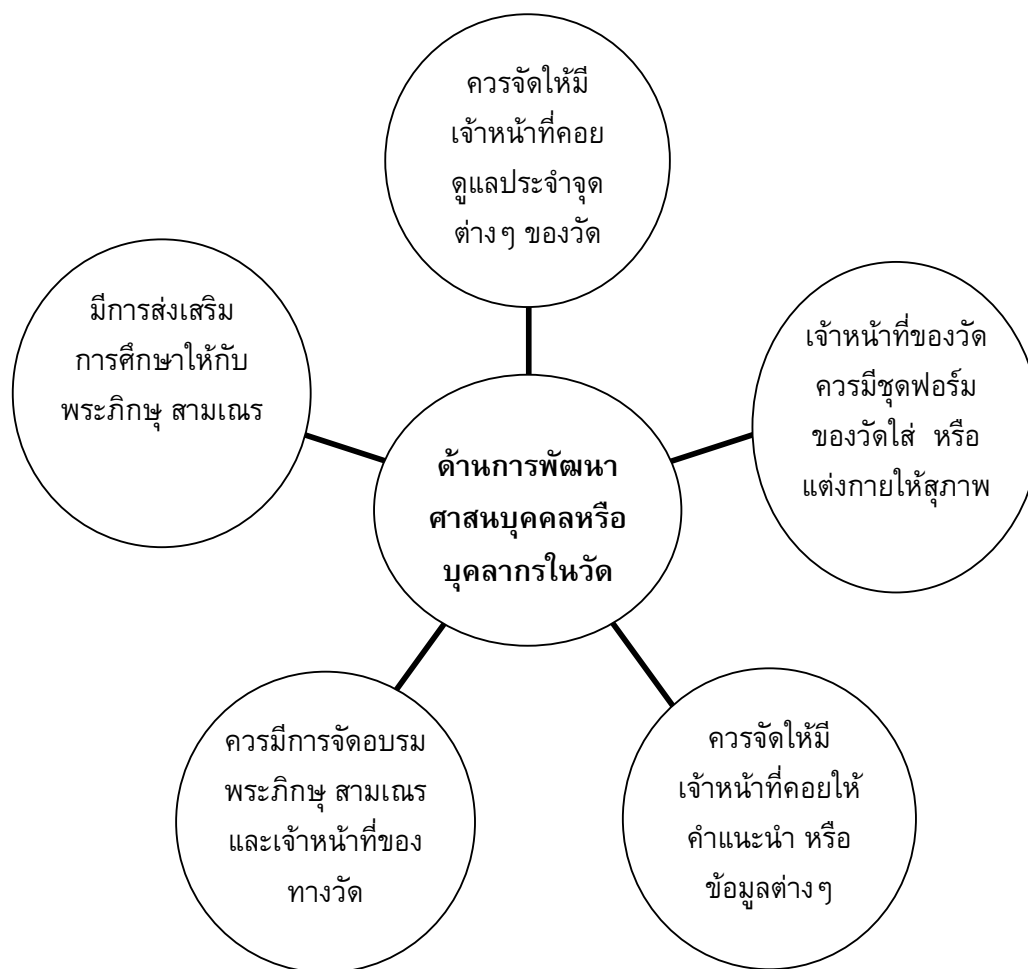 ควรจัดให้มี
เจ้าหน้าที่คอย
ดูแลประจำจุด
ต่างๆ ของวัด
มีการส่งเสริม
การศึกษาให้กับ
พระภิกษุ สามเณร
เจ้าหน้าที่ของวัด
ควรมีชุดฟอร์ม
ของวัดใส่ หรือ
แต่งกายให้สุภาพ
ด้านการพัฒนา
ศาสนบุคคลหรือ
บุคลากรในวัด
ควรมีการจัดอบรม
พระภิกษุ สามเณร
และเจ้าหน้าที่ของ
ทางวัด
ควรจัดให้มี
เจ้าหน้าที่คอยให้
คำแนะนำ หรือ
ข้อมูลต่างๆ